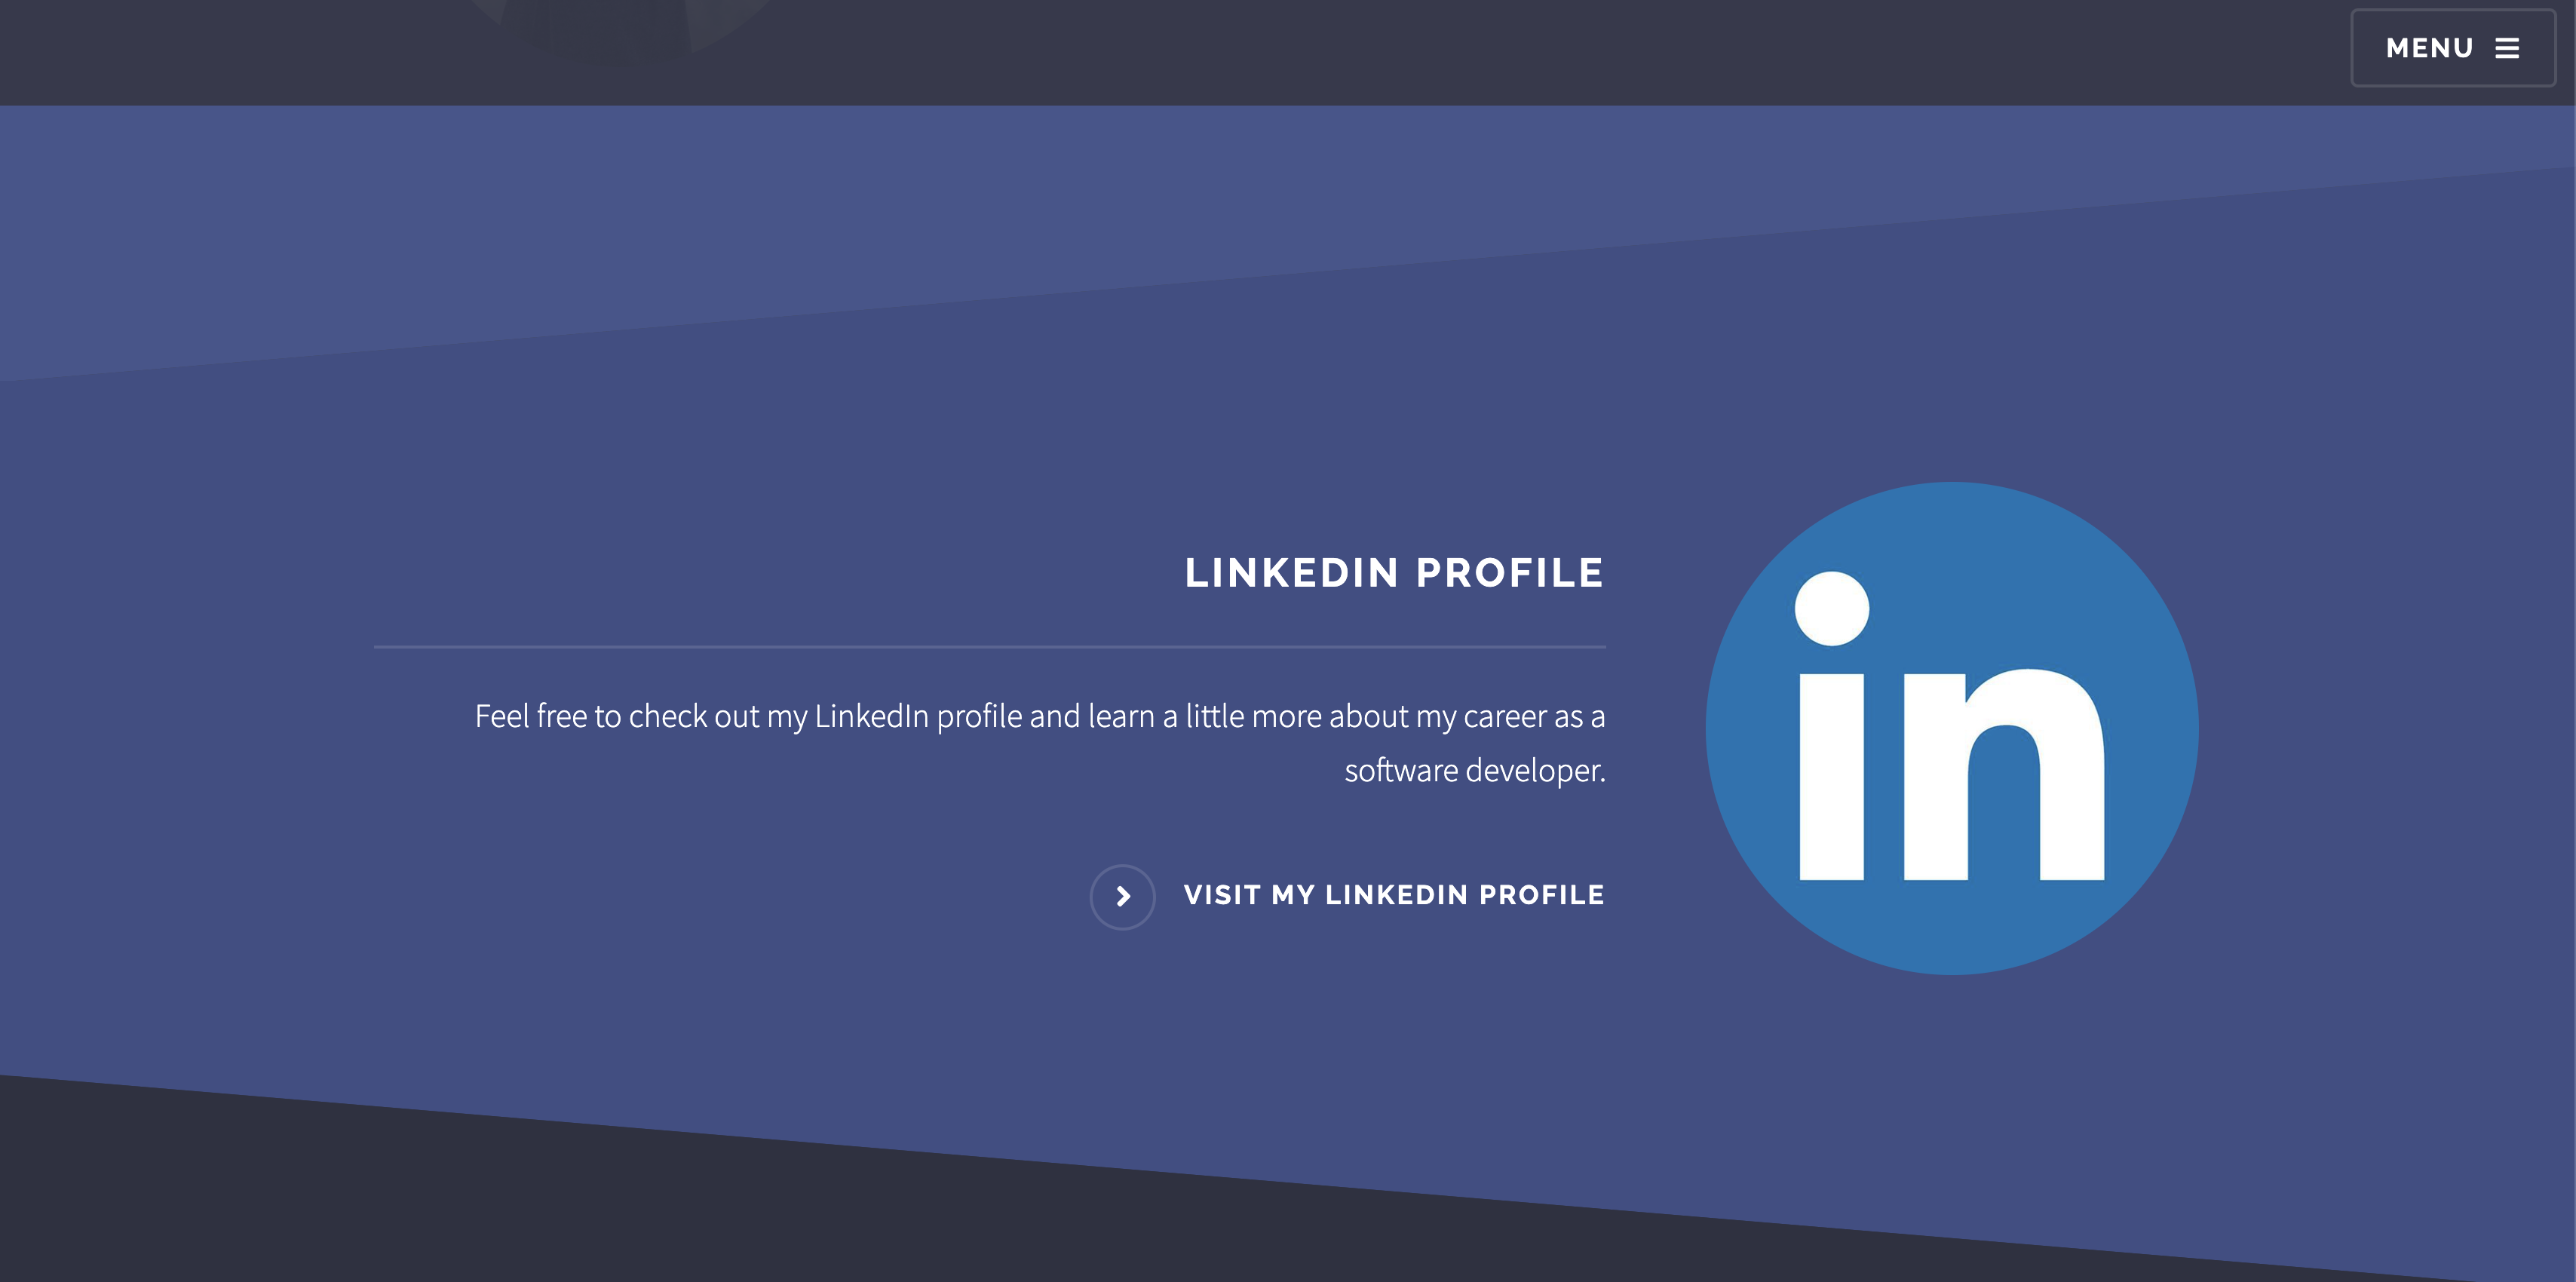 MENU
LINKEDIN PROFILE
Feel free to check out my LinkedIn profile and learn a little more about my career as a
software developer.
VISIT MY LINKEDIN PROFILE
in